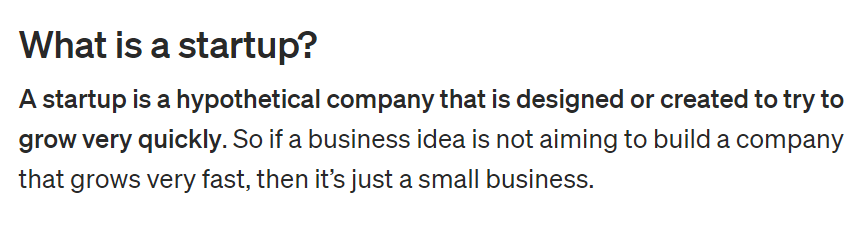 What is a startup?
A startup is a hypothetical company that is designed or created to try to
grow very quickly. So if a business idea is not aiming to build a company
that grows very fast, then it’s just a small business.